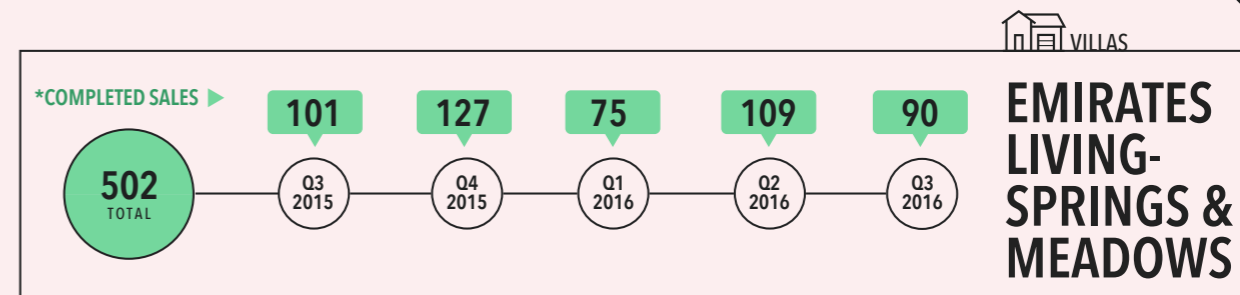 VILLAS
*COMPLETED SALES
502
TOTAL
101
127
75
109
90
Q3
2015
Q4
2015
Q1
2016
Q2
2016
Q3
2016
EMIRATES
LIVING-
SPRINGS &
MEADOWS